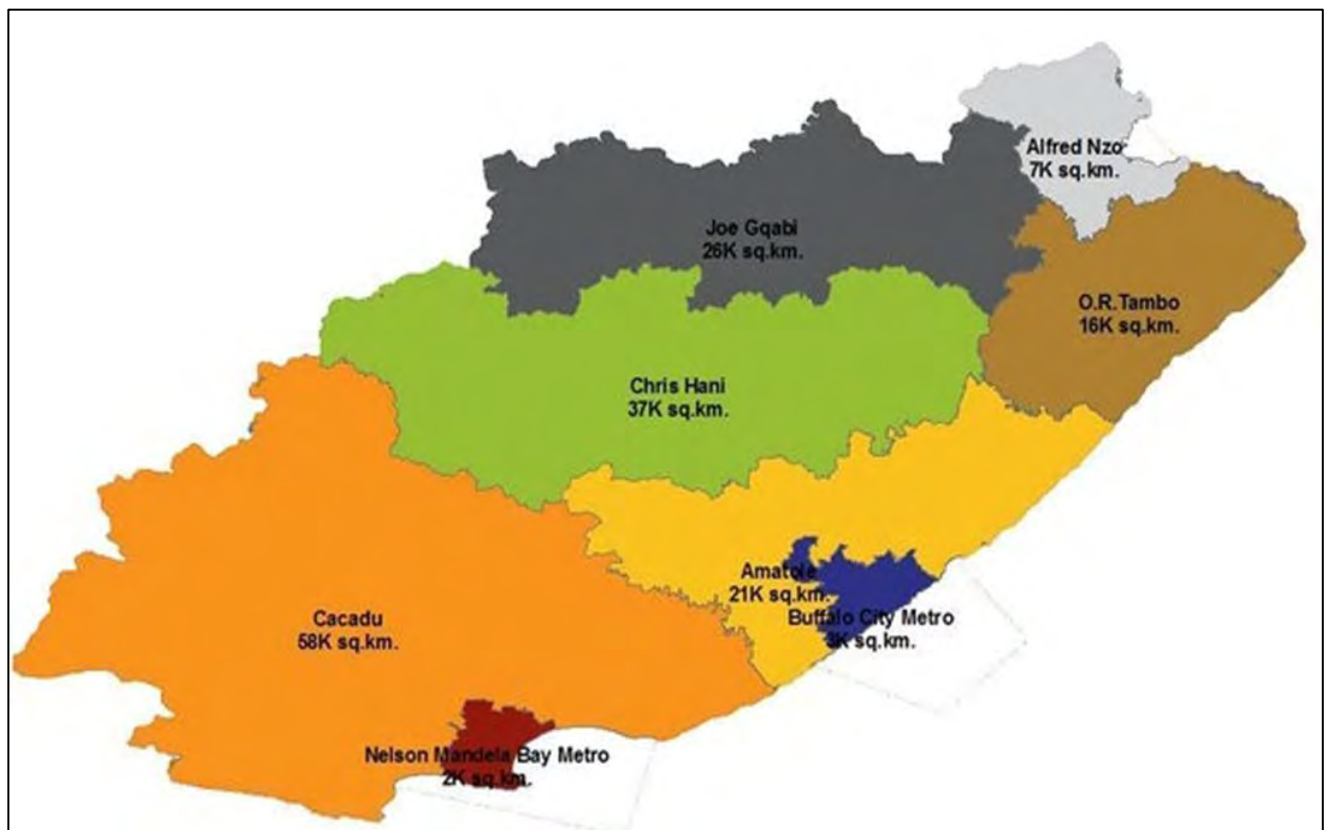 Alfred Nzo
7K sq.km.
Joe Gqabi
26K sq.km.
O.R.Tambo
16K sq.km.
Chris Hani
37K sq.km.
Amatole
21K sq.km.
Buffalo City Metro
3K sq.km.
Cacadu
58K sq.km.
Nelson Mandela Bay Metro
2K sq.km.